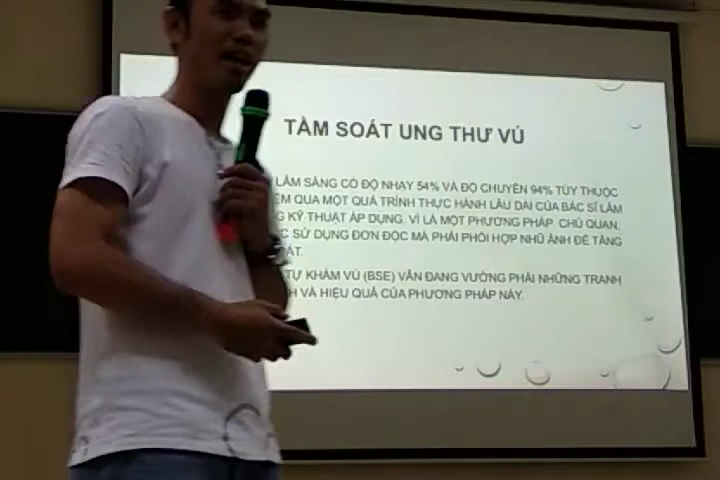 TẦM SOÁT UNG THƯ VÚ
LÂM SÀNG CÓ ĐỘ NHẠY 54% VÀ ĐỘ CHUYÊN 94% TÙY THUỘC
QUA MỘT QUÁ TRÌNH THỰC HÀNH LÂU DÀI CỦA BÁC SĨ LÂM
KỸ THUẬT ÁP DỤNG. VÌ LÀ MỘT PHƯƠNG PHÁP CHỦ QUAN,
SỬ DỤNG ĐƠN ĐỘC MÀ PHẢI PHỐI HỢP NHŨ ẢNH ĐỂ TĂNG
TỰ KHÁM VÚ (BSE) VẪN ĐANG VƯỚNG PHẢI NHỮNG TRANH
VÀ HIỆU QUẢ CỦA PHƯƠNG PHÁP NÀY.